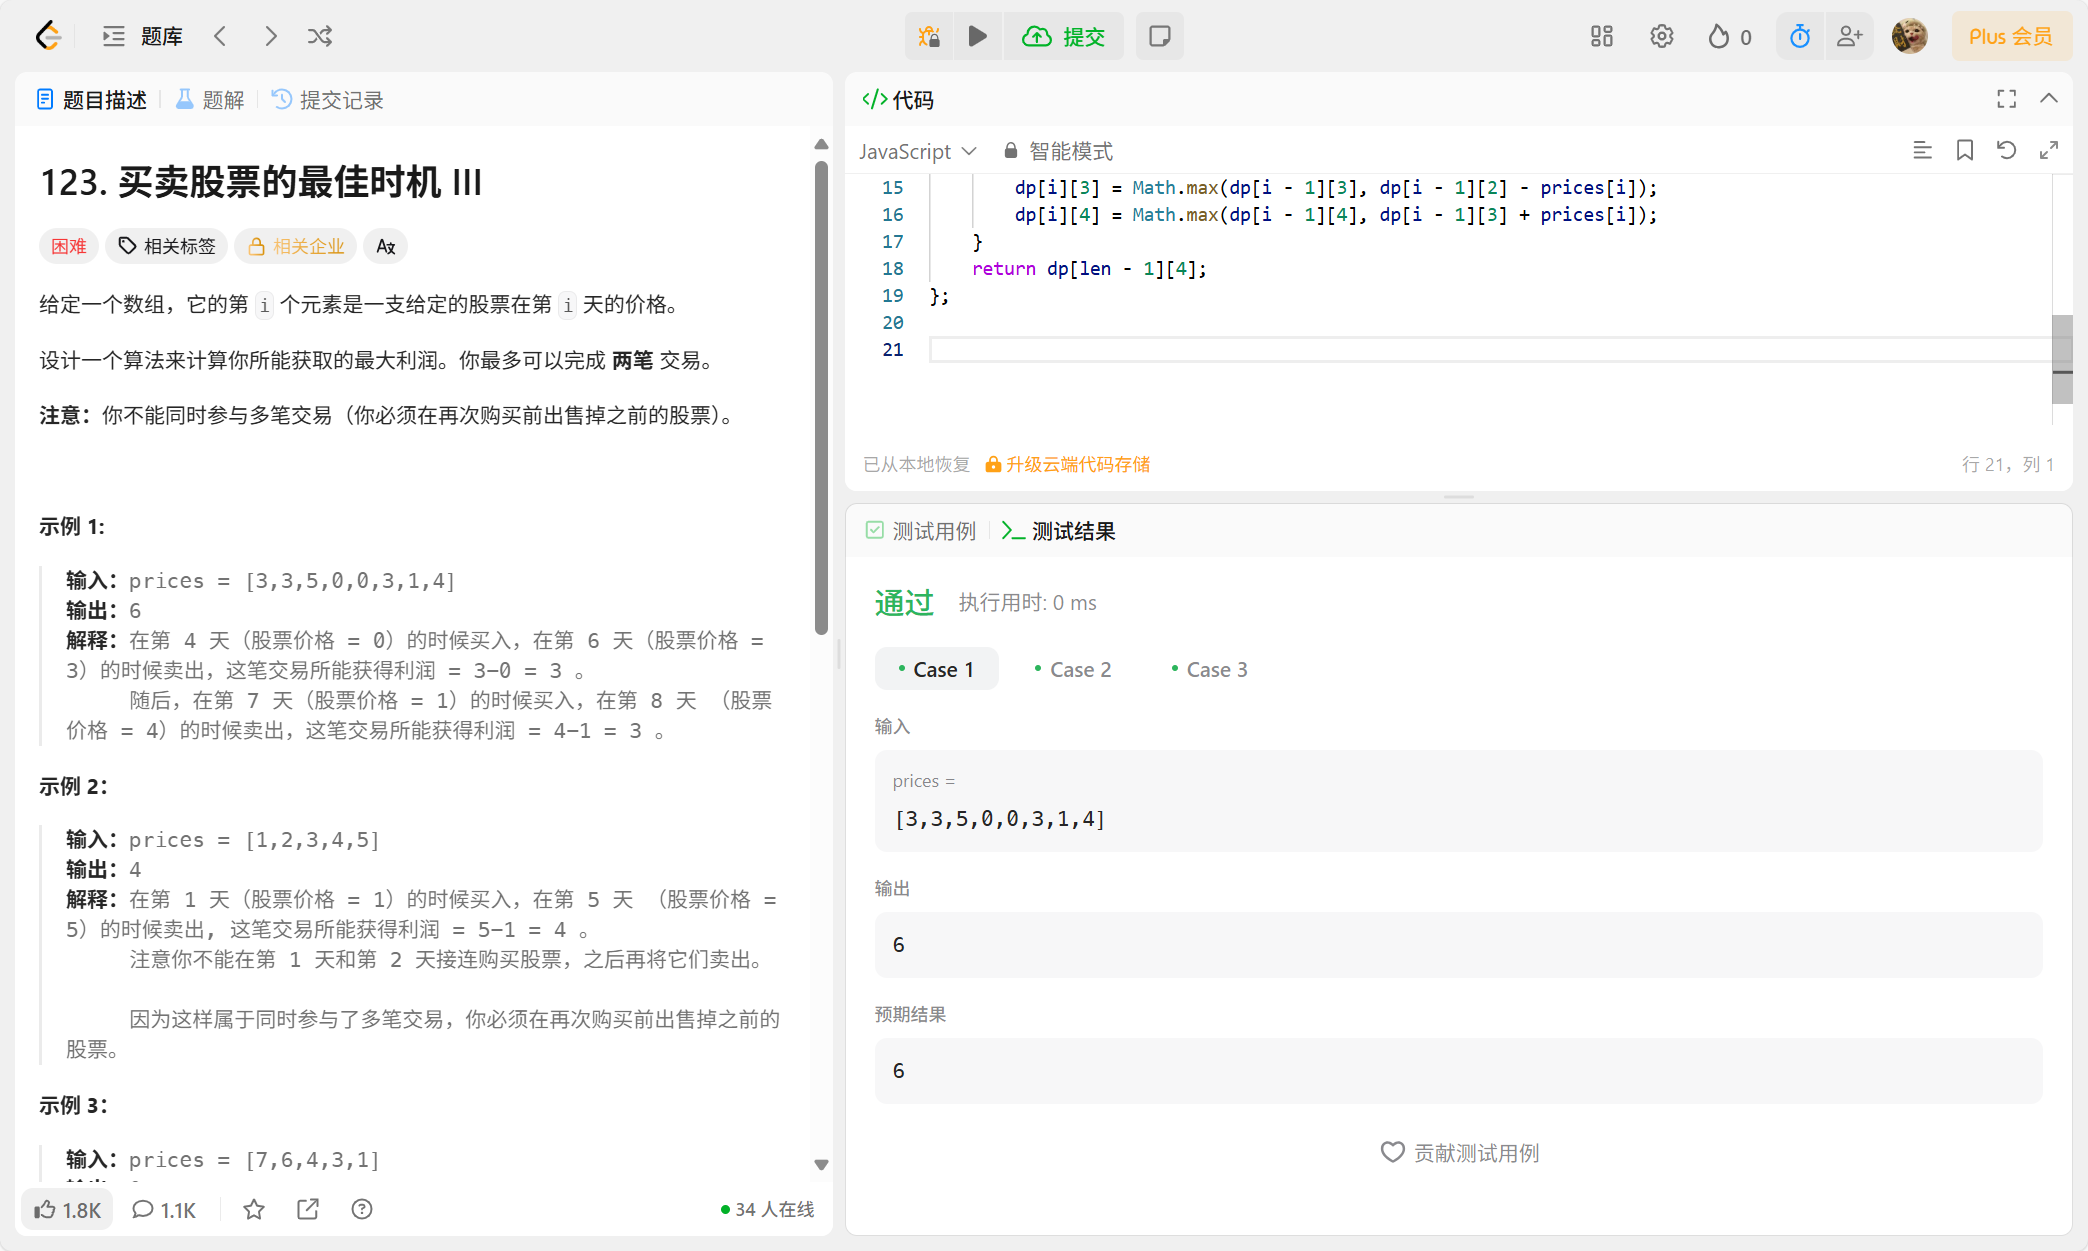 题库
提交
0
Plus 会员
题目描述
题解
提交记录
123. 买卖股票的最佳时机 III
困难
相关标签
相关企业
给定一个数组，它的第 i 个元素是一支给定的股票在第 i 天的价格。
设计一个算法来计算你所能获取的最大利润。你最多可以完成 两笔 交易。
注意：你不能同时参与多笔交易（你必须在再次购买前出售掉之前的股票）。
示例 1:
输入：prices = [3,3,5,0,0,3,1,4]
输出：6
解释：在第 4 天（股票价格 = 0）的时候买入，在第 6 天（股票价格 =
3）的时候卖出，这笔交易所能获得利润 = 3-0 = 3 。
随后，在第 7 天（股票价格 = 1）的时候买入，在第 8 天 （股票
价格 = 4）的时候卖出，这笔交易所能获得利润 = 4-1 = 3 。
示例 2：
输入：prices = [1,2,3,4,5]
输出：4
解释：在第 1 天（股票价格 = 1）的时候买入，在第 5 天 （股票价格 =
5）的时候卖出, 这笔交易所能获得利润 = 5-1 = 4 。
注意你不能在第 1 天和第 2 天接连购买股票，之后再将它们卖出。
因为这样属于同时参与了多笔交易，你必须在再次购买前出售掉之前的
股票。
示例 3：
输入：prices = [7,6,4,3,1]
1.8K
1.1K
34 人在线
</>代码
JavaScript
智能模式
15 dp[i][3] = Math.max(dp[i - 1][3], dp[i - 1][2] - prices[i]);
16 dp[i][4] = Math.max(dp[i - 1][4], dp[i - 1][3] + prices[i]);
17 }
18 return dp[len - 1][4];
19 };
20
21
已从本地恢复
升级云端代码存储
行 21，列 1
测试用例
测试结果
通过
执行用时: 0 ms
Case 1
Case 2
Case 3
输入
prices =
[3,3,5,0,0,3,1,4]
输出
6
预期结果
6
贡献测试用例